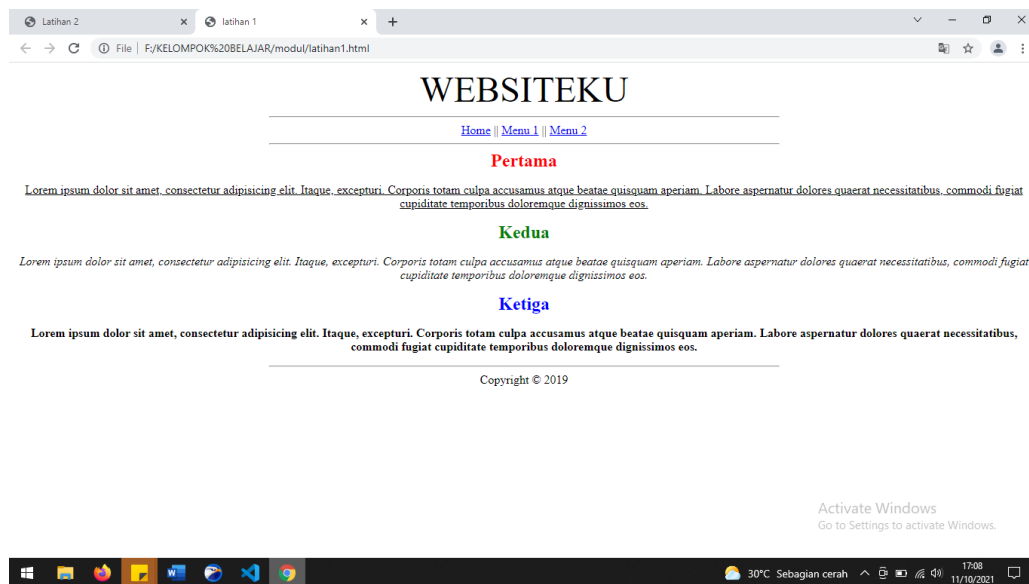 Latihan 2
latihan 1
File | F:/KELOMPOK%20BELAJAR/modul/latihan1.html
WEBSITEKU
Home || Menu 1 || Menu 2
Pertama
Lorem ipsum dolor sit amet, consectetur adipisicing elit. Itaque, excepturi. Corporis totam culpa accusamus atque beatae quisquam aperiam. Labore aspernatur dolores quaerat necessitatibus, commodi fugiat
cupiditate temporibus doloremque dignissimos eos.
Kedua
Lorem ipsum dolor sit amet, consectetur adipisicing elit. Itaque, excepturi. Corporis totam culpa accusamus atque beatae quisquam aperiam. Labore aspernatur dolores quaerat necessitatibus, commodi fugiat
cupiditate temporibus doloremque dignissimos eos.
Ketiga
Lorem ipsum dolor sit amet, consectetur adipisicing elit. Itaque, excepturi. Corporis totam culpa accusamus atque beatae quisquam aperiam. Labore aspernatur dolores quaerat necessitatibus,
commodi fugiat cupiditate temporibus doloremque dignissimos eos.
Copyright © 2019
Activate Windows
Go to Settings to activate Windows.
30°C Sebagian cerah
17:08
11/10/2021